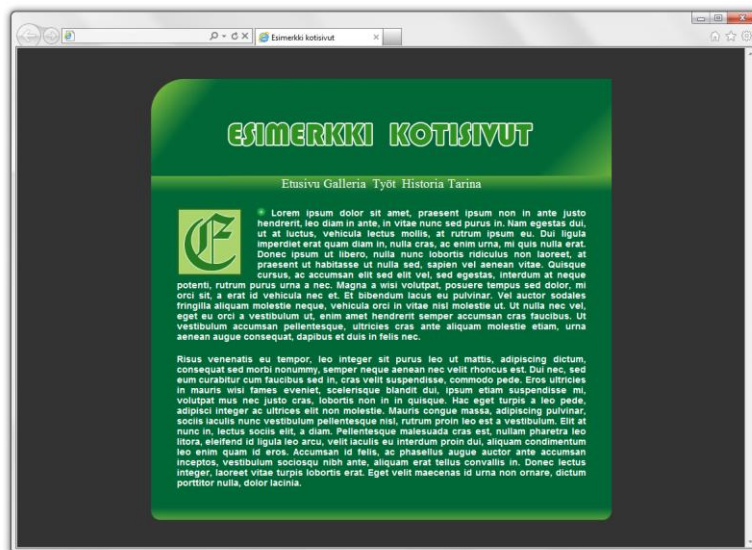 Esimerkki kotisivut
ESIMERKKI KOTISIVUT
Etusivu Galleria Työt Historia Tarina
E
Lorem ipsum dolor sit amet, praesent ipsum non in ante justo
hendrerit, leo diam in ante, in vitae nunc sed purus in. Nam egestas dui,
ut at luctus, vehicula lectus mollis, at rutrum ipsum eu. Dui ligula
imperdiet erat quam diam in, nulla cras, ac enim urna, mi quis nulla erat.
Donec ipsum ut libero, nulla nunc lobortis ridiculus non laoreet, at
praesent ut habitasse ut nulla sed, sapien vel aenean vitae. Quisque
cursus, ac accumsan elit sed elit vel, sed egestas, interdum at neque
potenti, rutrum purus urna a nec. Magna a wisi volutpat, posuere tempus sed dolor, mi
orci sit, a erat id vehicula nec et. Et bibendum lacus eu pulvinar. Vel auctor sodales
fringilla aliquam molestie neque, vehicula orci in vitae nisl molestie ut. Ut nulla nec vel,
eget eu orci a vestibulum ut, enim amet hendrerit semper accumsan cras faucibus. Ut
vestibulum accumsan pellentesque, ultricies cras ante aliquam molestie etiam, urna
aenean augue consequat, dapibus et duis in felis nec.
Risus venenatis eu tempor, leo integer sit purus leo ut mattis, adipiscing dictum,
consequat sed morbi nonummy, semper neque aenean nec velit rhoncus est. Dui nec, sed
eum curabitur cum faucibus sed in, cras velit suspendisse, commodo pede. Eros ultricies
in mauris wisi fames eveniet, scelerisque blandit dui, ipsum etiam suspendisse mi,
volutpat mus nec justo cras, lobortis non in in quisque. Hac eget turpis a leo pede,
adipisci integer ac ultrices elit non molestie. Mauris congue massa, adipiscing pulvinar,
sociis iaculis nunc vestibulum pellentesque nisl, rutrum proin leo est a vestibulum. Elit at
nunc in, lectus sociis elit, a diam. Pellentesque malesuada cras est, nullam pharetra leo
litora, eleifend id ligula leo arcu, velit iaculis eu interdum proin dui, aliquam condimentum
leo enim quam id eros. Accumsan id felis, ac phasellus augue auctor ante accumsan
inceptos, vestibulum sociosqu nibh ante, aliquam erat tellus convallis in. Donec lectus
integer, laoreet vitae turpis lobortis erat. Eget velit maecenas id urna non ornare, dictum
porttitor nulla, dolor lacinia.